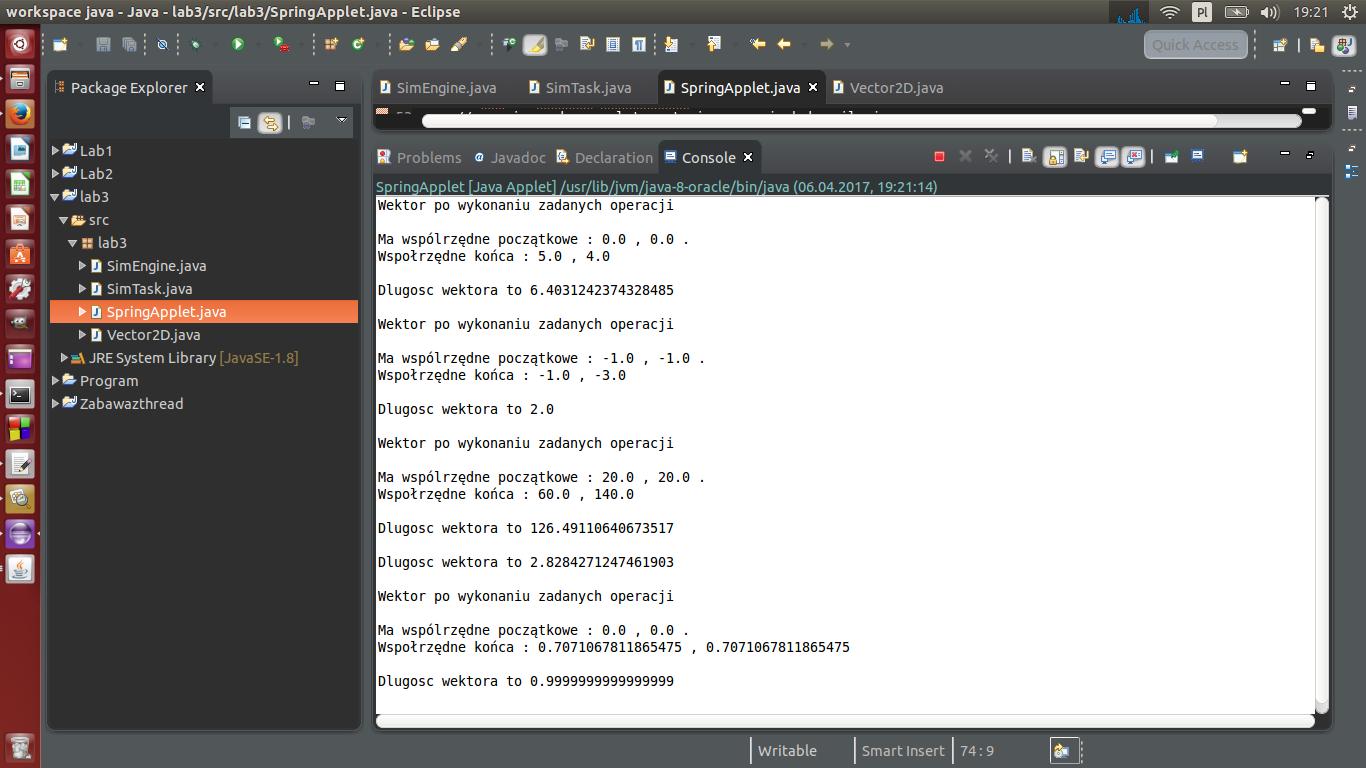 workspace java - Java - lab3/src/lab3/SpringApplet.java - Eclipse
Pl
19:21
Quick Access
Package Explorer
Lab1
Lab2
lab3
src
lab3
SimEngine.java
SimTask.java
SpringApplet.java
Vector2D.java
JRE System Library [JavaSE-1.8]
Program
Zabawazthread
SimEngine.java SimTask.java SpringApplet.java Vector2D.java
Problems Javadoc Declaration Console
SpringApplet [Java Applet] /usr/lib/jvm/java-8-oracle/bin/java (06.04.2017, 19:21:14)
Wektor po wykonaniu zadanych operacji
Ma wspólrzędne początkowe : 0.0 , 0.0 .
Wspołrzędne końca : 5.0 , 4.0
Dlugosc wektora to 6.4031242374328485
Wektor po wykonaniu zadanych operacji
Ma wspólrzędne początkowe : -1.0 , -1.0 .
Wspołrzędne końca : -1.0 , -3.0
Dlugosc wektora to 2.0
Wektor po wykonaniu zadanych operacji
Ma wspólrzędne początkowe : 20.0 , 20.0 .
Wspołrzędne końca : 60.0 , 140.0
Dlugosc wektora to 126.49110640673517
Dlugosc wektora to 2.8284271247461903
Wektor po wykonaniu zadanych operacji
Ma wspólrzędne początkowe : 0.0 , 0.0 .
Wspołrzędne końca : 0.7071067811865475 , 0.7071067811865475
Dlugosc wektora to 0.9999999999999999
Writable
Smart Insert
74 : 9